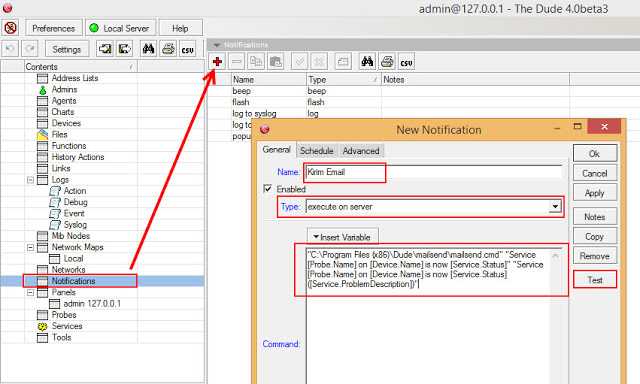 admin@127.0.0.1 - The Dude 4.0beta3
Preferences
Local Server
Help
Settings
CSV
Contents
Address Lists
Admins
Agents
Charts
Devices
Files
Functions
History Actions
Links
Logs
Action
Debug
Event
Syslog
Mib Nodes
Network Maps
Local
Networks
Notifications
Panels
admin 127.0.0.1
Probes
Services
Tools
Notifications
CSV
Name Type Notes
beep beep
flash flash
log to syslog log
log to
popu
New Notification
General Schedule Advanced
Name: Kirim Email
Enabled
Type: execute on server
Insert Variable
"C:\Program Files (x86)\Dude\mailsend\mailsend.cmd" "Service
[Probe.Name] on [Device.Name] is now [Service.Status]" "Service
[Probe.Name] on [Device.Name] is now [Service.Status]
([Service.ProblemDescription])"
Command:
Ok
Cancel
Apply
Notes
Copy
Remove
Test